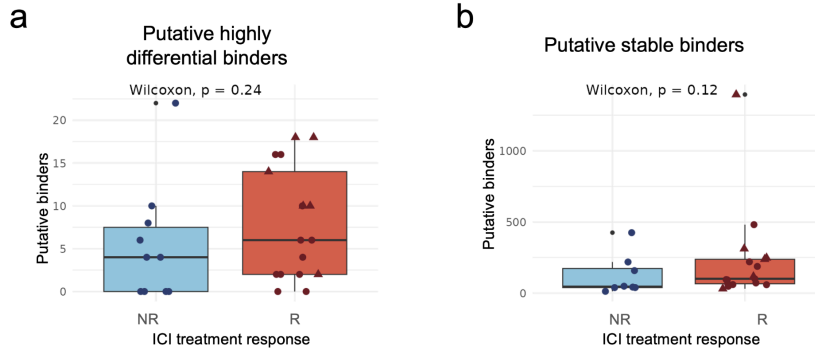 a
Putative highly
differential binders
Wilcoxon, p = 0.24
Putative binders
20
15
10
5
0
NR
R
ICI treatment response
b
Putative stable binders
Wilcoxon, p = 0.12
Putative binders
1000
500
0
NR
R
ICI treatment response